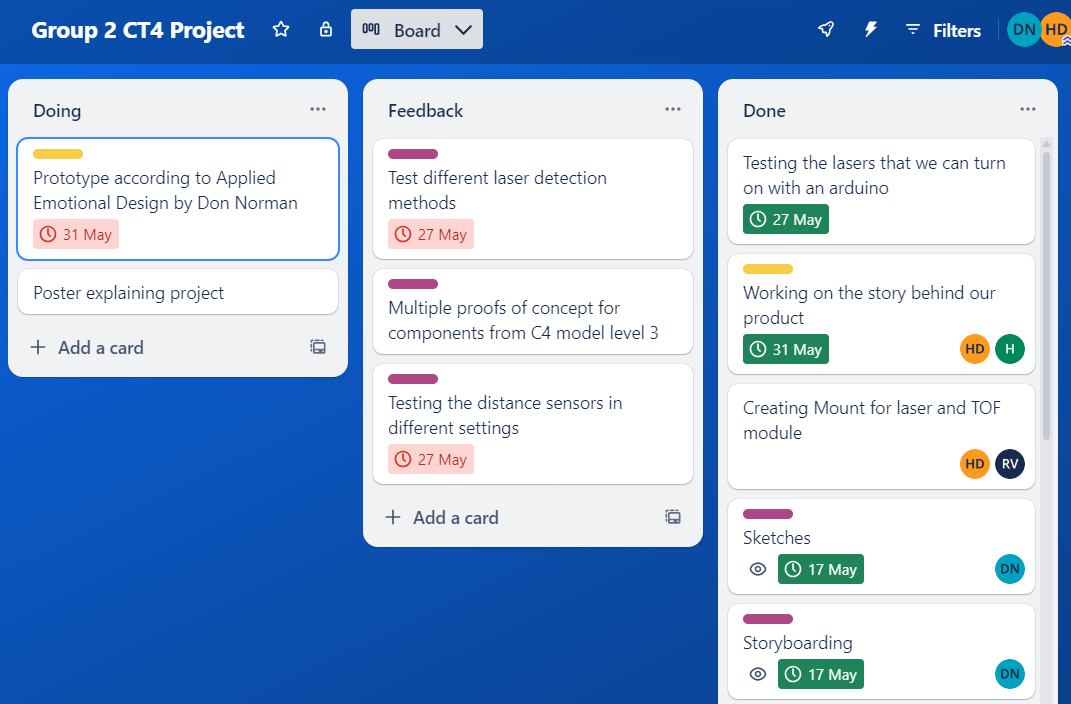 Group 2 CT4 Project
Board
Filters
DN
HD
Doing
Prototype according to Applied
Emotional Design by Don Norman
31 May
Poster explaining project
Add a card
Feedback
Test different laser detection
methods
27 May
Multiple proofs of concept for
components from C4 model level 3
Testing the distance sensors in
different settings
27 May
Add a card
Done
Testing the lasers that we can turn
on with an arduino
27 May
Working on the story behind our
product
31 May
HD
H
Creating Mount for laser and TOF
module
HD
RV
Sketches
17 May
DN
Storyboarding
17 May
DN